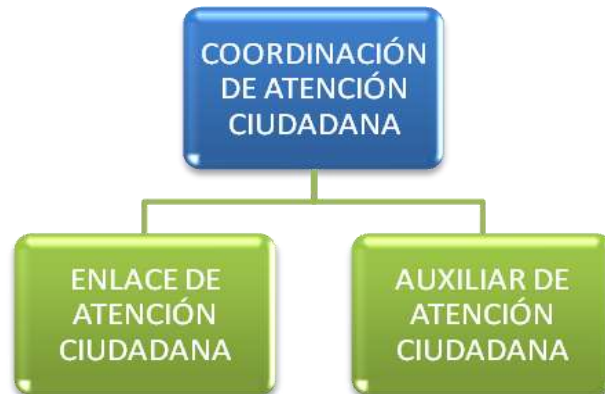 COORDINACIÓN
DE ATENCIÓN
CIUDADANA
ENLACE DE
ATENCIÓN
CIUDADANA
AUXILIAR DE
ATENCIÓN
CIUDADANA